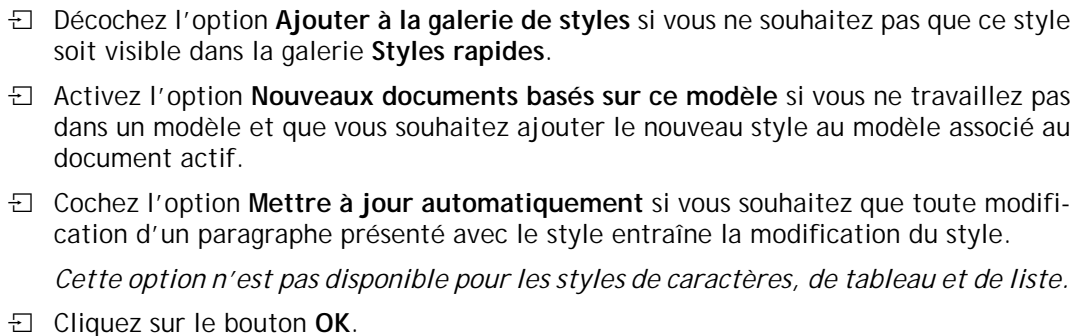 Décochez l'option Ajouter à la galerie de styles si vous ne souhaitez pas que ce style
soit visible dans la galerie Styles rapides.
Activez l'option Nouveaux documents basés sur ce modèle si vous ne travaillez pas
dans un modèle et que vous souhaitez ajouter le nouveau style au modèle associé au
document actif.
Cochez l'option Mettre à jour automatiquement si vous souhaitez que toute modifi-
cation d'un paragraphe présenté avec le style entraîne la modification du style.
Cette option n'est pas disponible pour les styles de caractères, de tableau et de liste.
Cliquez sur le bouton OK.